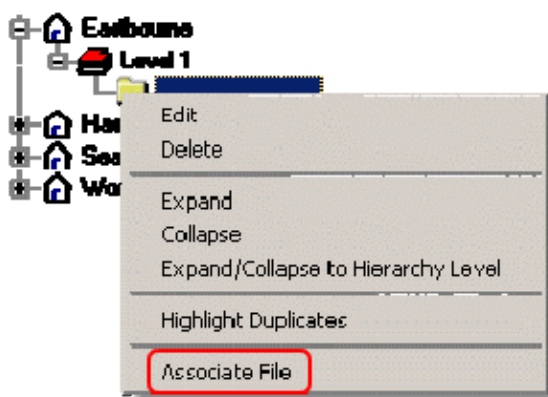 Eastbourne
Level 1
Edit
Delete
Expand
Collapse
Expand/Collapse to Hierarchy Level
Highlight Duplicates
Associate File